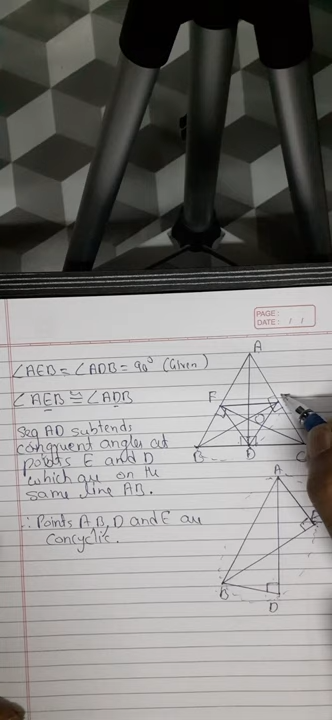 PAGE:
DATE: / /
∠AEB = ∠ADB = 90° (Given)
∠AEB ≅ ∠ADB
Seg AD subtends
congruent angles at
points E and D
which are on the
same line AB.
∴ Points A, B, D and E are
Concyclic.
A
F
O
B
D
C
A
E
B
D